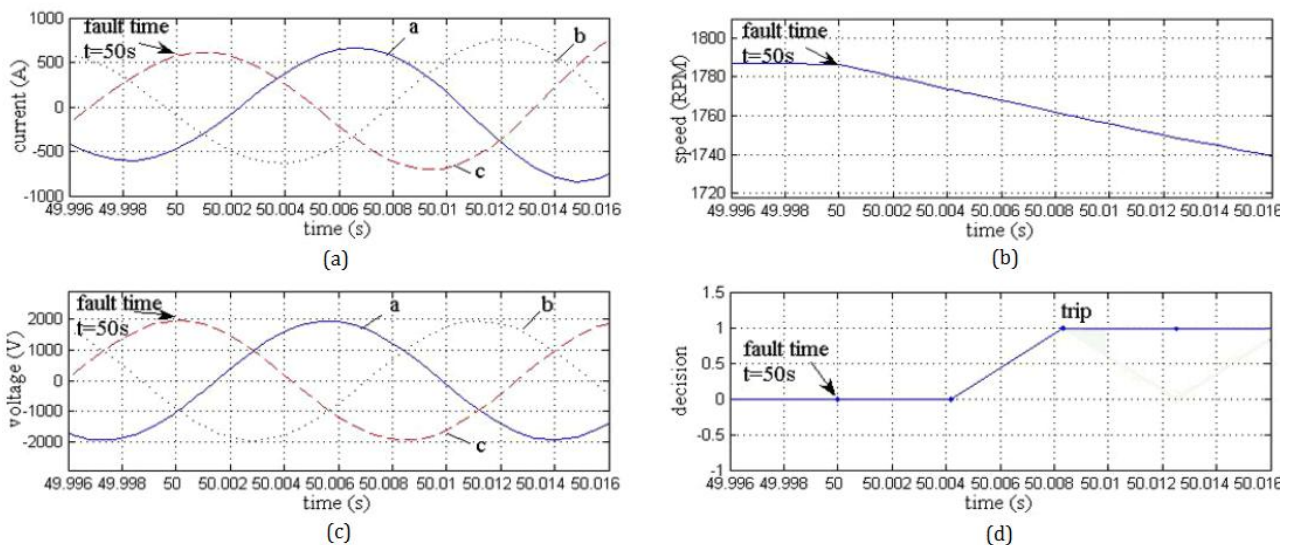 1000
500
0
-500
-1000
current (A)
fault time
t=50s
a
b
c
49.996 49.998 50 50.002 50.004 50.006 50.008 50.01 50.012 50.014 50.016
time (s)
(a)
1800
1780
1760
1740
1720
speed (RPM)
fault time
t=50s
49.996 49.998 50 50.002 50.004 50.006 50.008 50.01 50.012 50.014 50.016
time (s)
(b)
2000
1000
0
-1000
-2000
voltage (V)
fault time
t=50s
a
b
c
49.996 49.998 50 50.002 50.004 50.006 50.008 50.01 50.012 50.014 50.016
time (s)
(c)
1.5
1
0.5
0
-0.5
-1
decision
fault time
t=50s
trip
49.996 49.998 50 50.002 50.004 50.006 50.008 50.01 50.012 50.014 50.016
time (s)
(d)